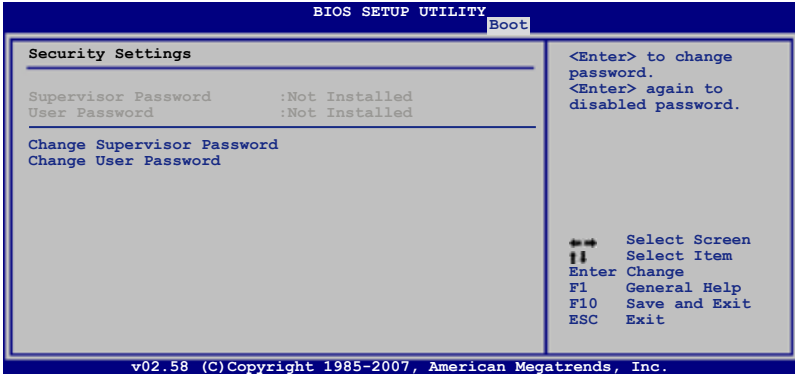 BIOS SETUP UTILITY
Boot
Security Settings
Supervisor Password :Not Installed
User Password :Not Installed
Change Supervisor Password
Change User Password
<Enter> to change
password.
<Enter> again to
disabled password.
←→ Select Screen
↑↓ Select Item
Enter Change
F1 General Help
F10 Save and Exit
ESC Exit
v02.58 (C)Copyright 1985-2007, American Megatrends, Inc.